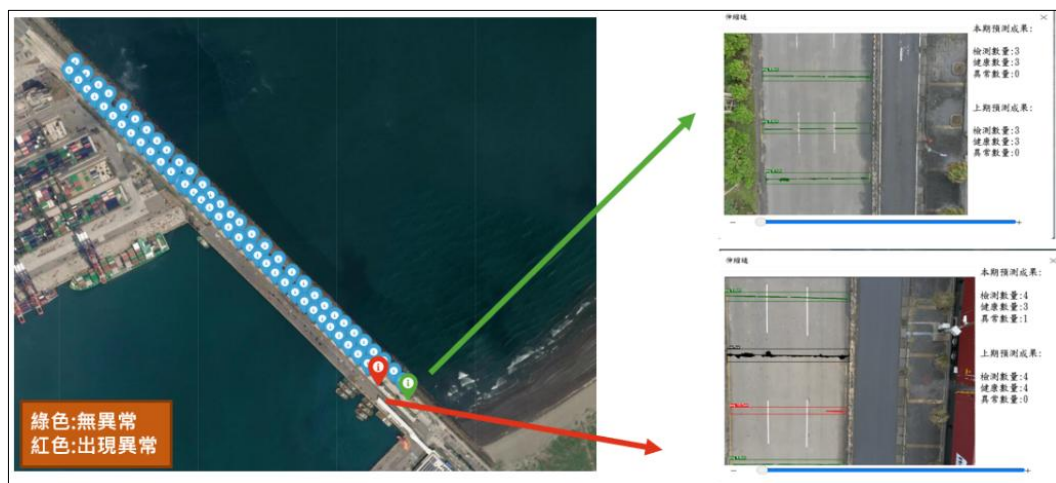 綠色:無異常
紅色:出現異常
伸縮縫
本期預測成果:
檢測數量:3
健康數量:3
異常數量:0
上期預測成果:
檢測數量:3
健康數量:3
異常數量:0
伸縮縫
本期預測成果:
檢測數量:4
健康數量:3
異常數量:1
上期預測成果:
檢測數量:4
健康數量:4
異常數量:0